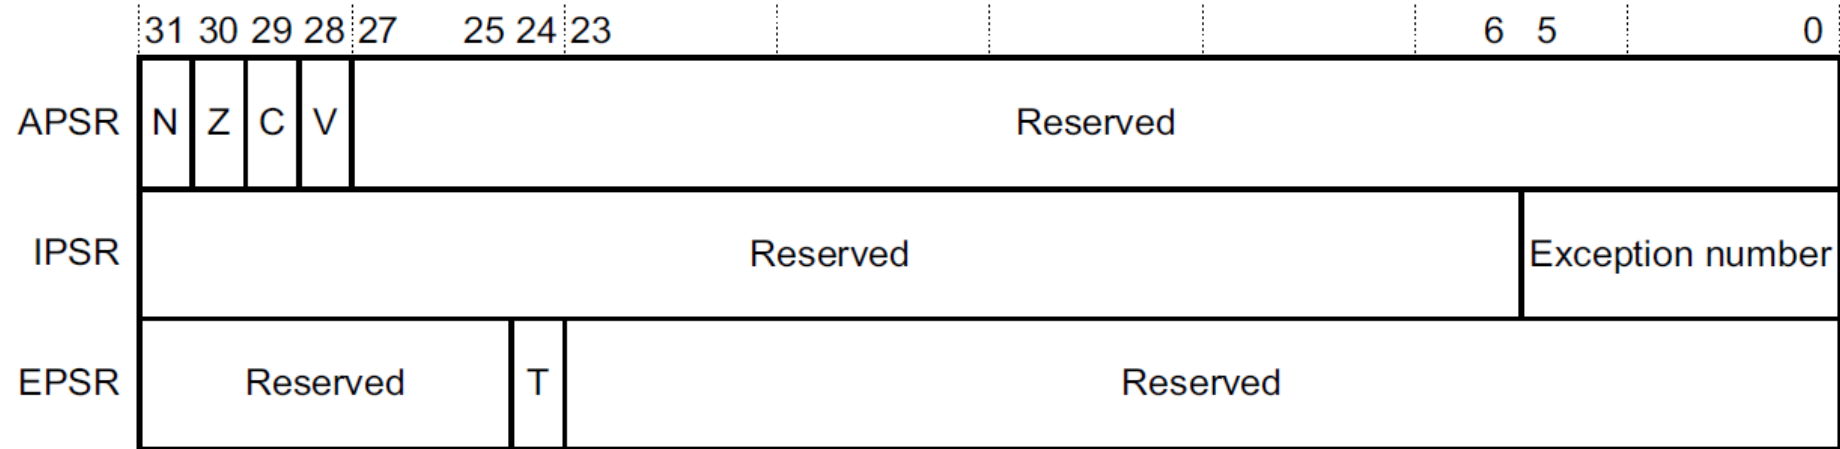 31 30 29 28 27 25 24 23 6 5 0
APSR N Z C V Reserved
IPSR Reserved Exception number
EPSR Reserved T Reserved